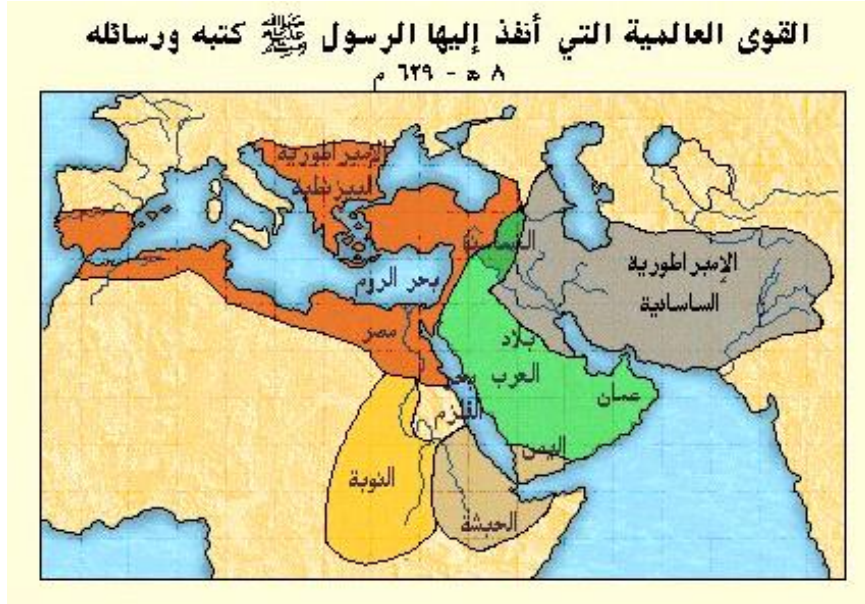 القوى العالمية التي أنفذ إليها الرسول ﷺ كتبه ورسائله
٨ هـ - ٦٢٩ م
الإمبراطورية
البيزنطية
بحر الروم
مصر
الإمبراطورية
الساسانية
بلاد
العرب
عمان
بحر
القلزم
اليمن
النوبة
الحبشة